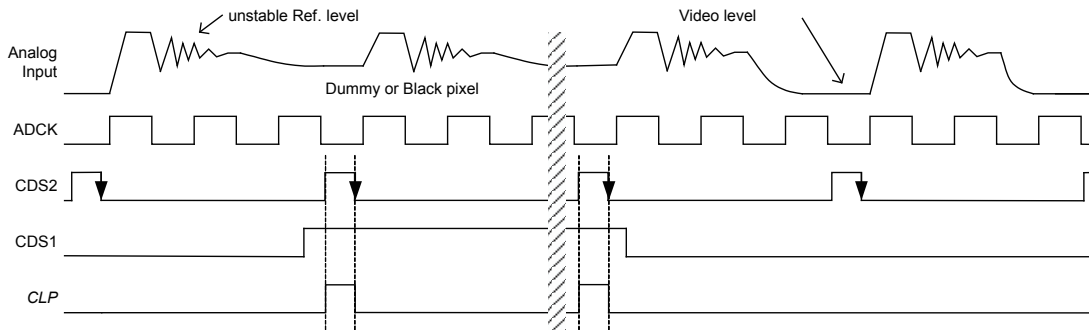 unstable Ref. level
Video level
Analog
Input
Dummy or Black pixel
ADCK
CDS2
CDS1
CLP